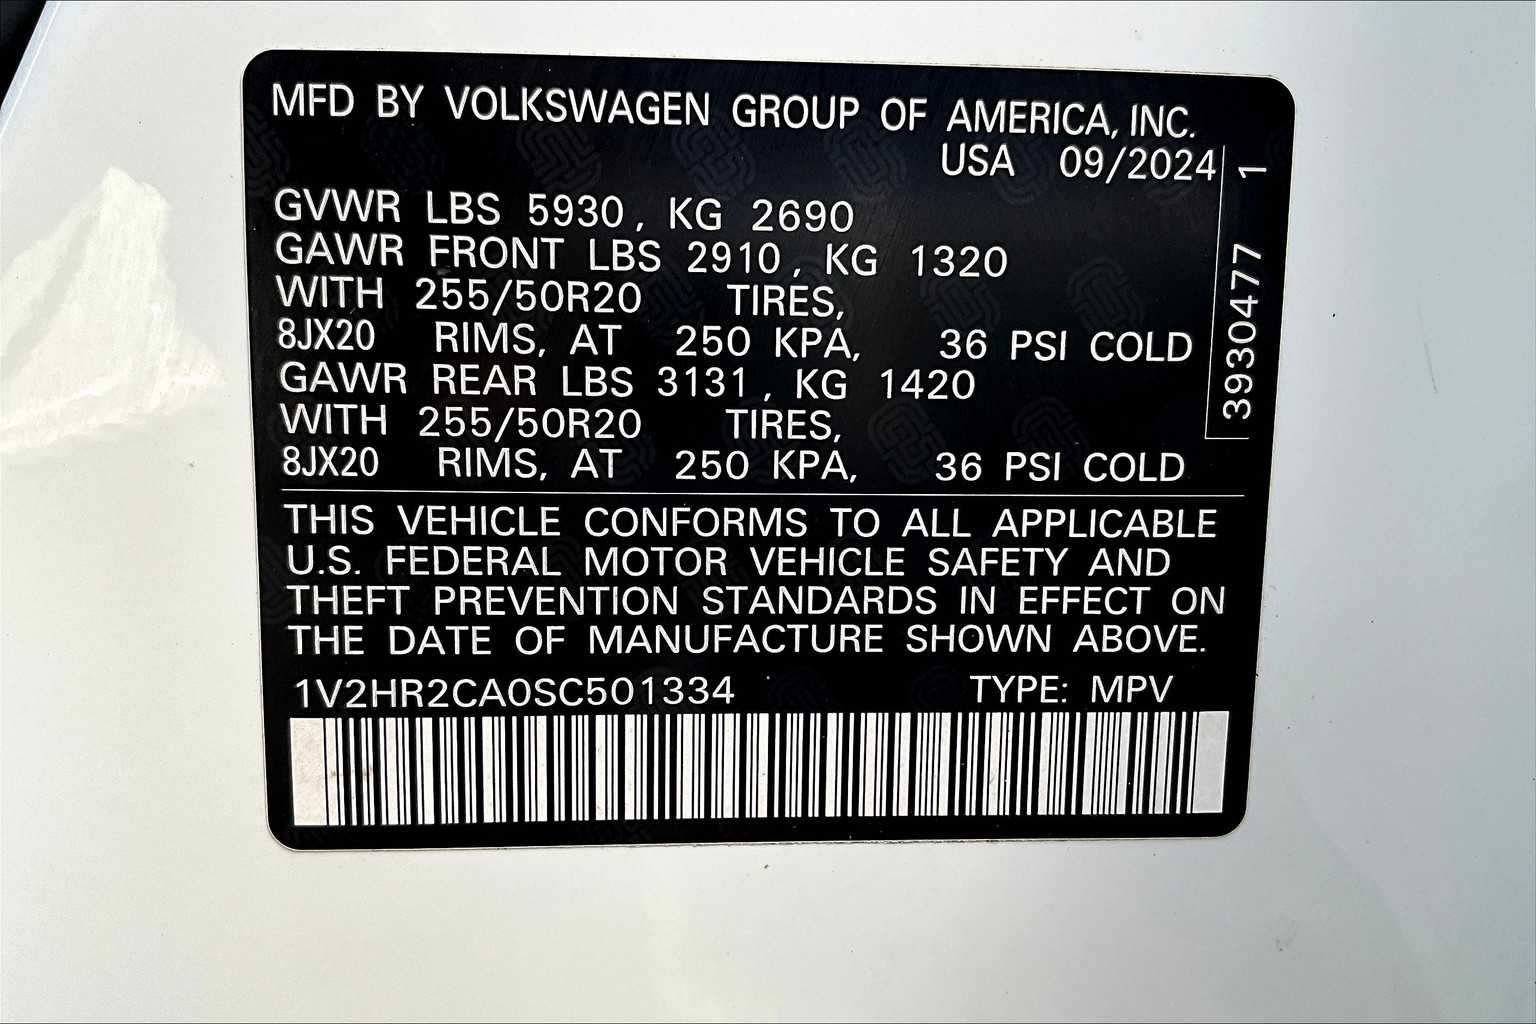 MFD BY VOLKSWAGEN GROUP OF AMERICA, INC.
USA 09/2024
GVWR LBS 5930, KG 2690
GAWR FRONT LBS 2910, KG 1320
WITH 255/50R20 TIRES,
8JX20 RIMS, AT 250 KPA, 36 PSI COLD
GAWR REAR LBS 3131, KG 1420
WITH 255/50R20 TIRES,
8JX20 RIMS, AT 250 KPA, 36 PSI COLD
3930477 1
THIS VEHICLE CONFORMS TO ALL APPLICABLE
U.S. FEDERAL MOTOR VEHICLE SAFETY AND
THEFT PREVENTION STANDARDS IN EFFECT ON
THE DATE OF MANUFACTURE SHOWN ABOVE.
1V2HR2CA0SC501334 TYPE: MPV